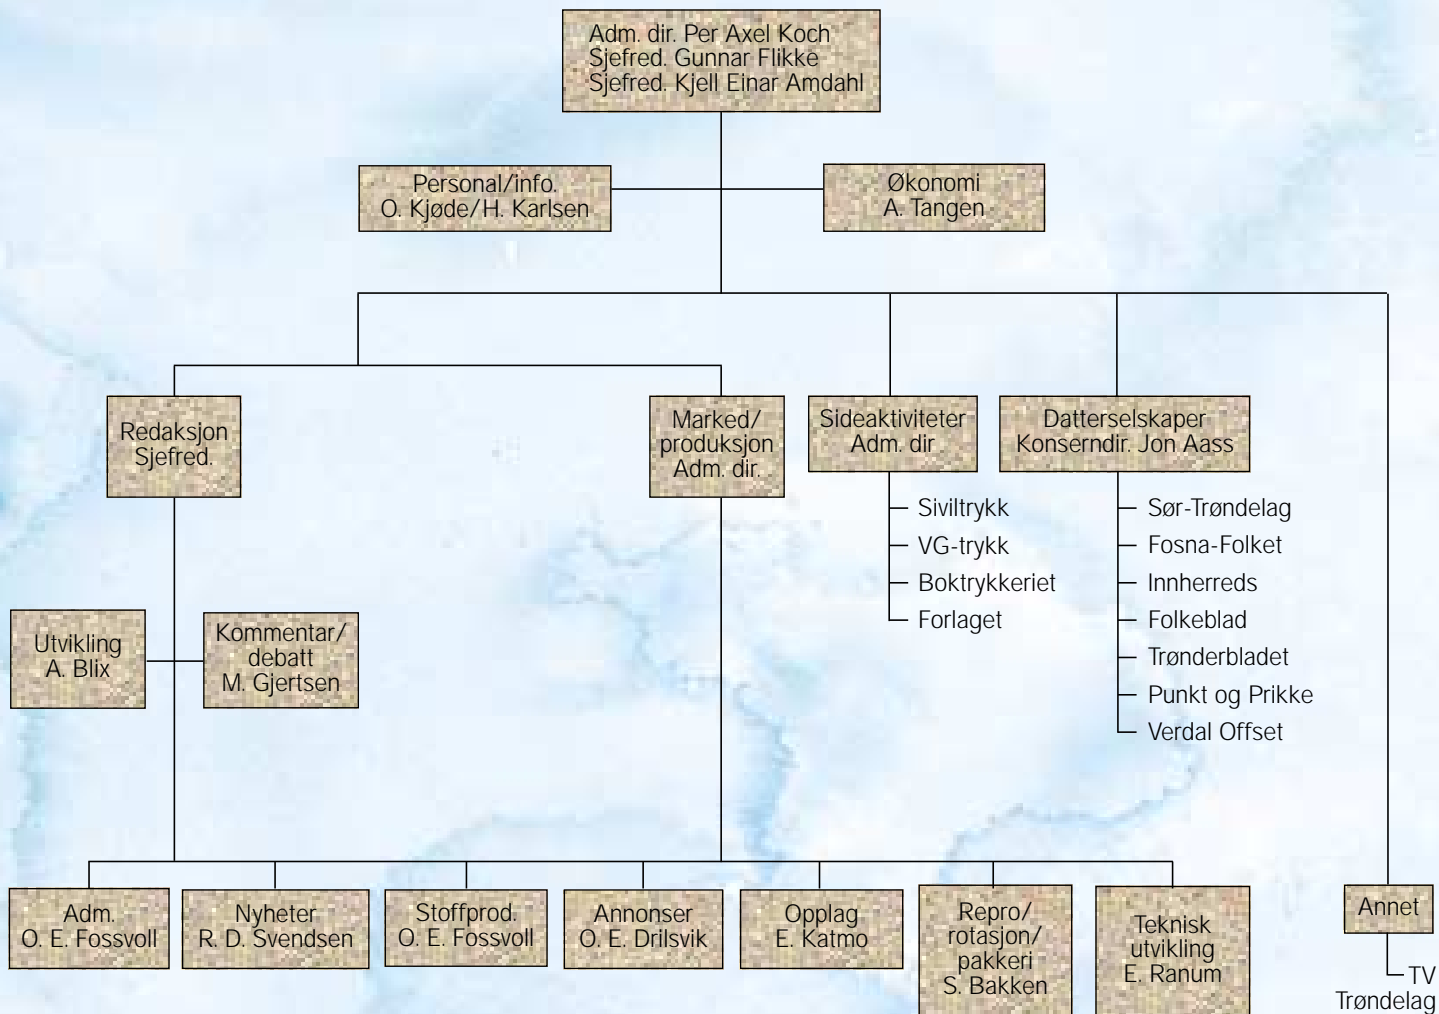 Adm. dir. Per Axel Koch
Sjefred. Gunnar Flikke
Sjefred. Kjell Einar Amdahl
Personal/info.
O. Kjøde/H. Karlsen
Økonomi
A. Tangen
Redaksjon
Sjefred.
Marked/
produksjon
Adm. dir.
Sideaktiviteter
Adm. dir
Datterselskaper
Konserndir. Jon Aass
Siviltrykk
VG-trykk
Boktrykkeriet
Forlaget
Sør-Trøndelag
Fosna-Folket
Innherreds
Folkeblad
Trønderbladet
Punkt og Prikke
Verdal Offset
Utvikling
A. Blix
Kommentar/
debatt
M. Gjertsen
Adm.
O. E. Fossvoll
Nyheter
R. D. Svendsen
Stoffprod.
O. E. Fossvoll
Annonser
O. E. Drilsvik
Opplag
E. Katmo
Repro/
rotasjon/
pakkeri
S. Bakken
Teknisk
utvikling
E. Ranum
Annet
TV
Trøndelag